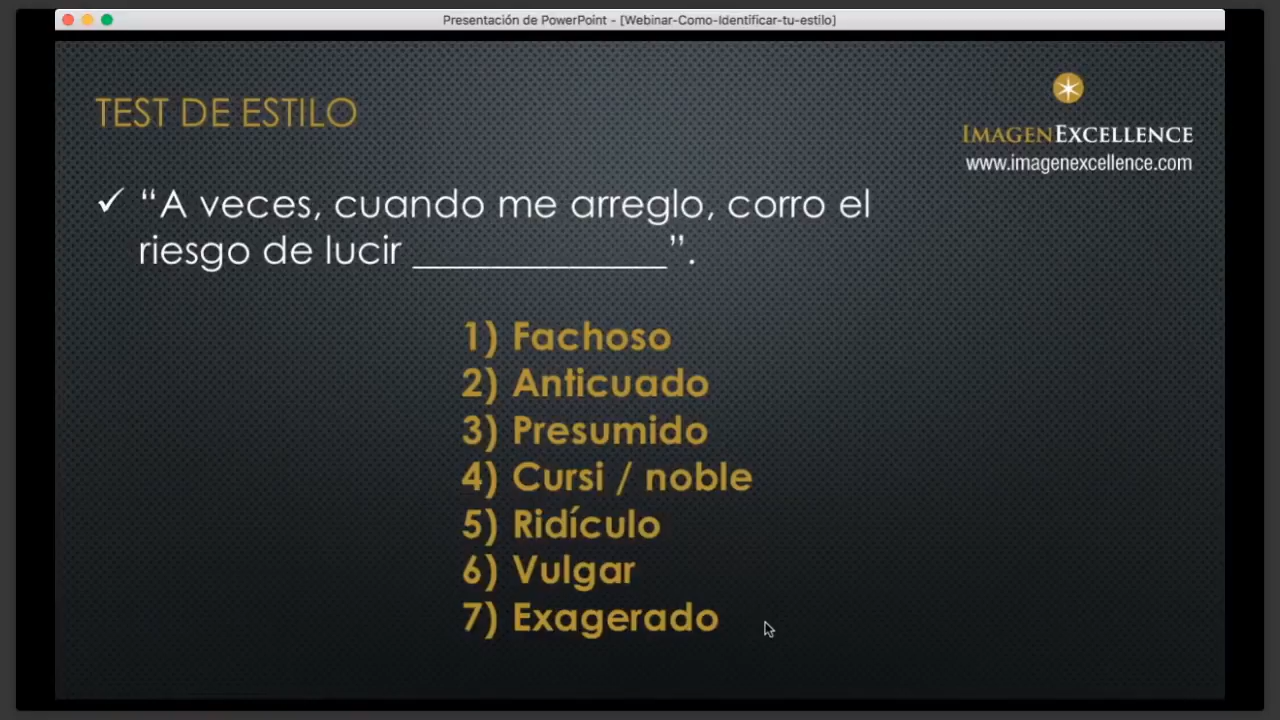 Presentación de PowerPoint - [Webinar-Como-Identificar-tu-estilo]
TEST DE ESTILO
IMAGENEXCELLENCE
www.imagenexcellence.com
✓ “A veces, cuando me arreglo, corro el
riesgo de lucir _____________”.
1) Fachoso
2) Anticuado
3) Presumido
4) Cursi / noble
5) Ridículo
6) Vulgar
7) Exagerado